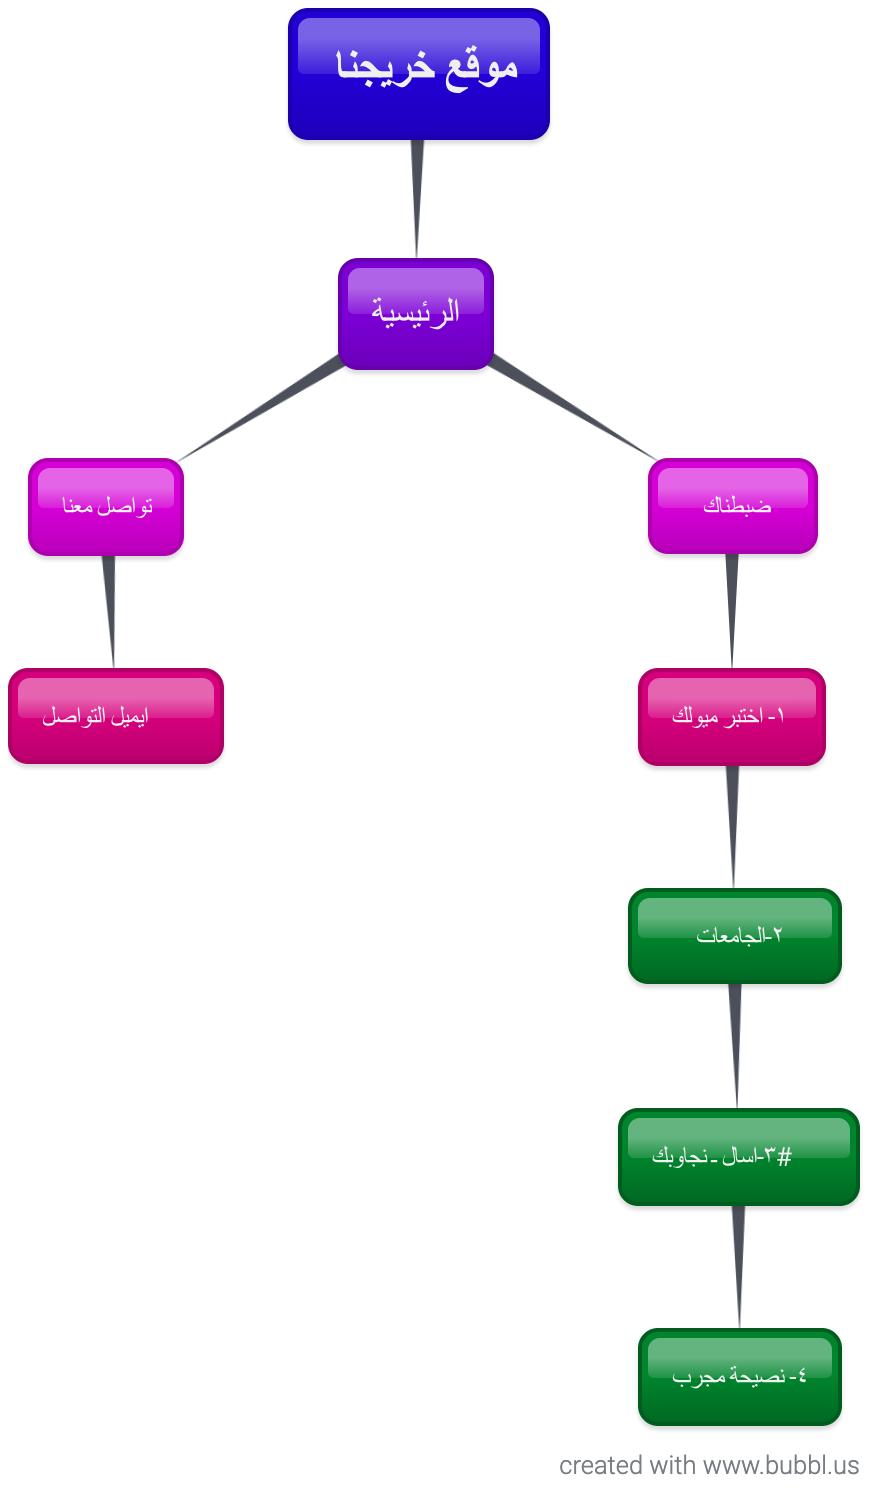 موقع خريجنا
الرئيسية
ضبطناك
تواصل معنا
١- اختبر ميولك
ايميل التواصل
٢-الجامعات
#٣-اسال - نجاوبك
٤- نصيحة مجرب
created with www.bubbl.us